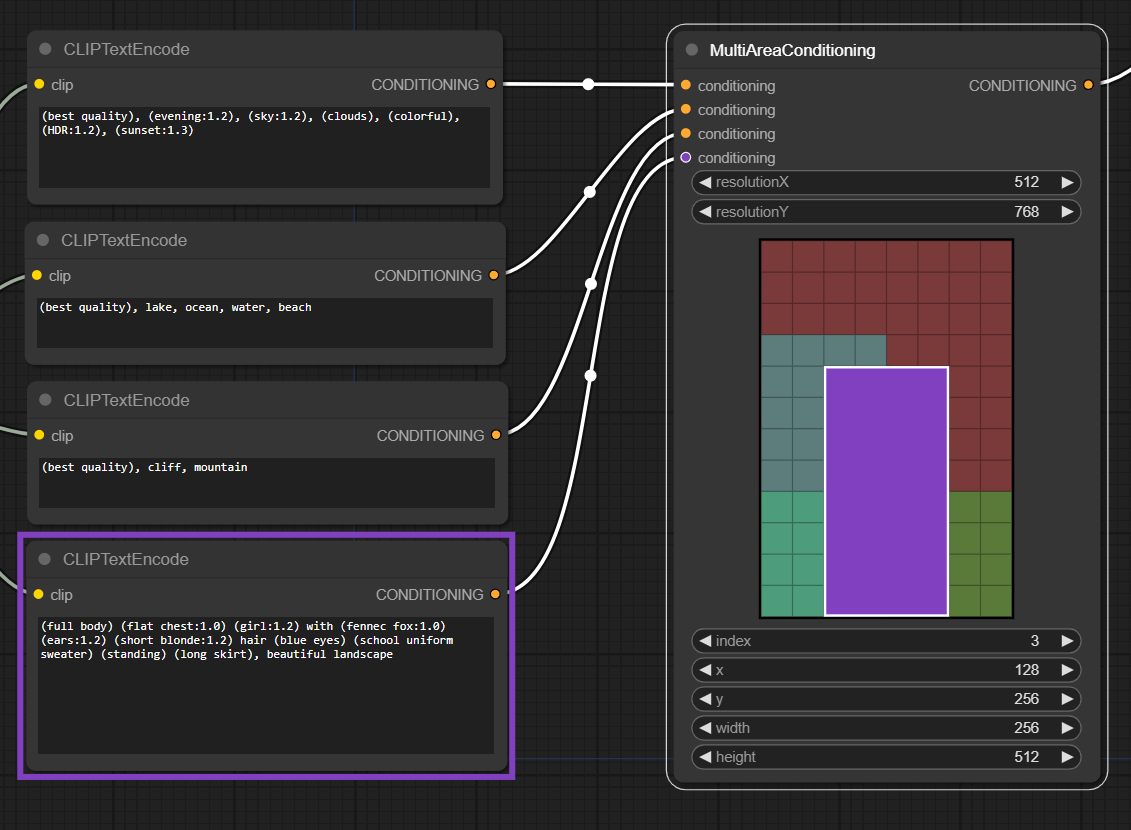 CLIPTextEncode
clip CONDITIONING
(best quality), (evening:1.2), (sky:1.2), (clouds), (colorful),
(HDR:1.2), (sunset:1.3)
CLIPTextEncode
clip CONDITIONING
(best quality), lake, ocean, water, beach
CLIPTextEncode
clip CONDITIONING
(best quality), cliff, mountain
CLIPTextEncode
clip CONDITIONING
(full body) (flat chest:1.0) (girl:1.2) with (fennec fox:1.0)
(ears:1.2) (short blonde:1.2) hair (blue eyes) (school uniform
sweater) (standing) (long skirt), beautiful landscape
MultiAreaConditioning
conditioning CONDITIONING
conditioning
conditioning
conditioning
resolutionX 512
resolutionY 768
index 3
x 128
y 256
width 256
height 512